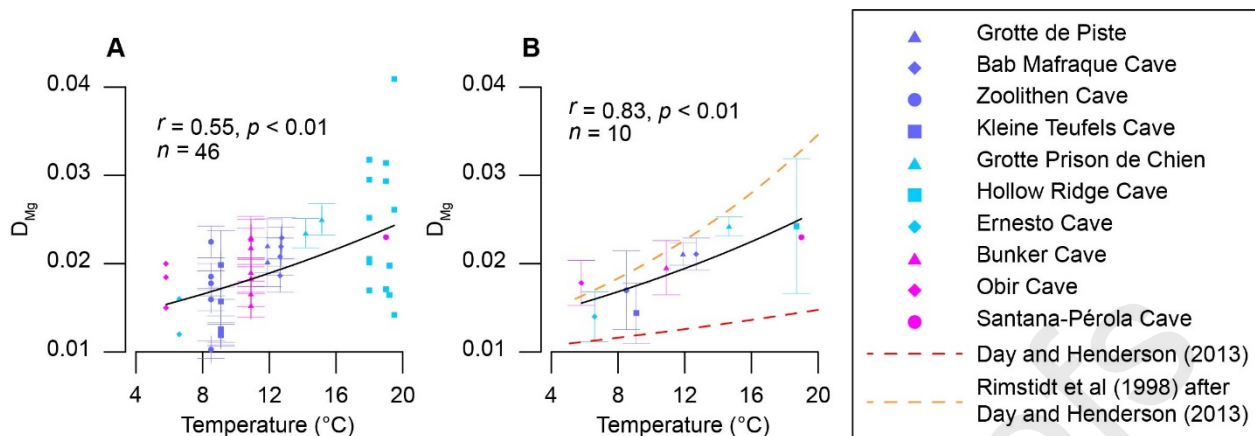 A
0.04
0.03
0.02
0.01
D_Mg
r = 0.55, p < 0.01
n = 46
4
8
12
16
20
Temperature (°C)
B
0.04
0.03
0.02
0.01
D_Mg
r = 0.83, p < 0.01
n = 10
4
8
12
16
20
Temperature (°C)
Grotte de Piste
Bab Mafraque Cave
Zoolithen Cave
Kleine Teufels Cave
Grotte Prison de Chien
Hollow Ridge Cave
Ernesto Cave
Bunker Cave
Obir Cave
Santana-Pérola Cave
Day and Henderson (2013)
Rimstidt et al (1998) after
Day and Henderson (2013)